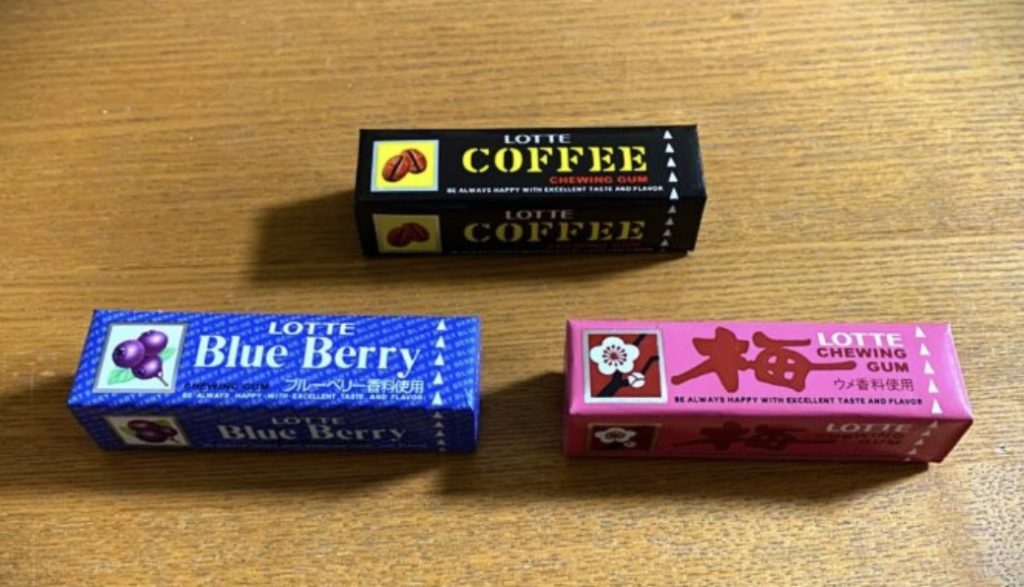 LOTTE
COFFEE
CHEWING GUM
BE ALWAYS HAPPY WITH EXCELLENT TASTE AND FLAVOR
LOTTE
COFFEE
CHEWING GUM
LOTTE
Blue Berry
CHEWING GUM ブルーベリー香料使用
BE ALWAYS HAPPY WITH EXCELLENT TASTE AND FLAVOR
LOTTE
Blue Berry
梅
LOTTE
CHEWING
GUM
ウメ香料使用
BE ALWAYS HAPPY WITH EXCELLENT TASTE AND FLAVOR
梅
LOTTE
CHEWING
GUM